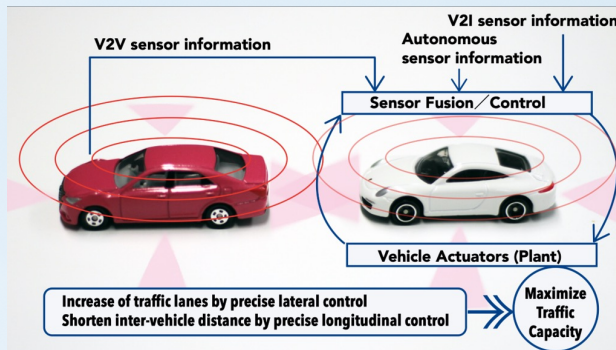 V2I sensor information
V2V sensor information
Autonomous
sensor information
Sensor Fusion／Control
Vehicle Actuators (Plant)
Increase of traffic lanes by precise lateral control
Shorten inter-vehicle distance by precise longitudinal control
Maximize
Traffic
Capacity